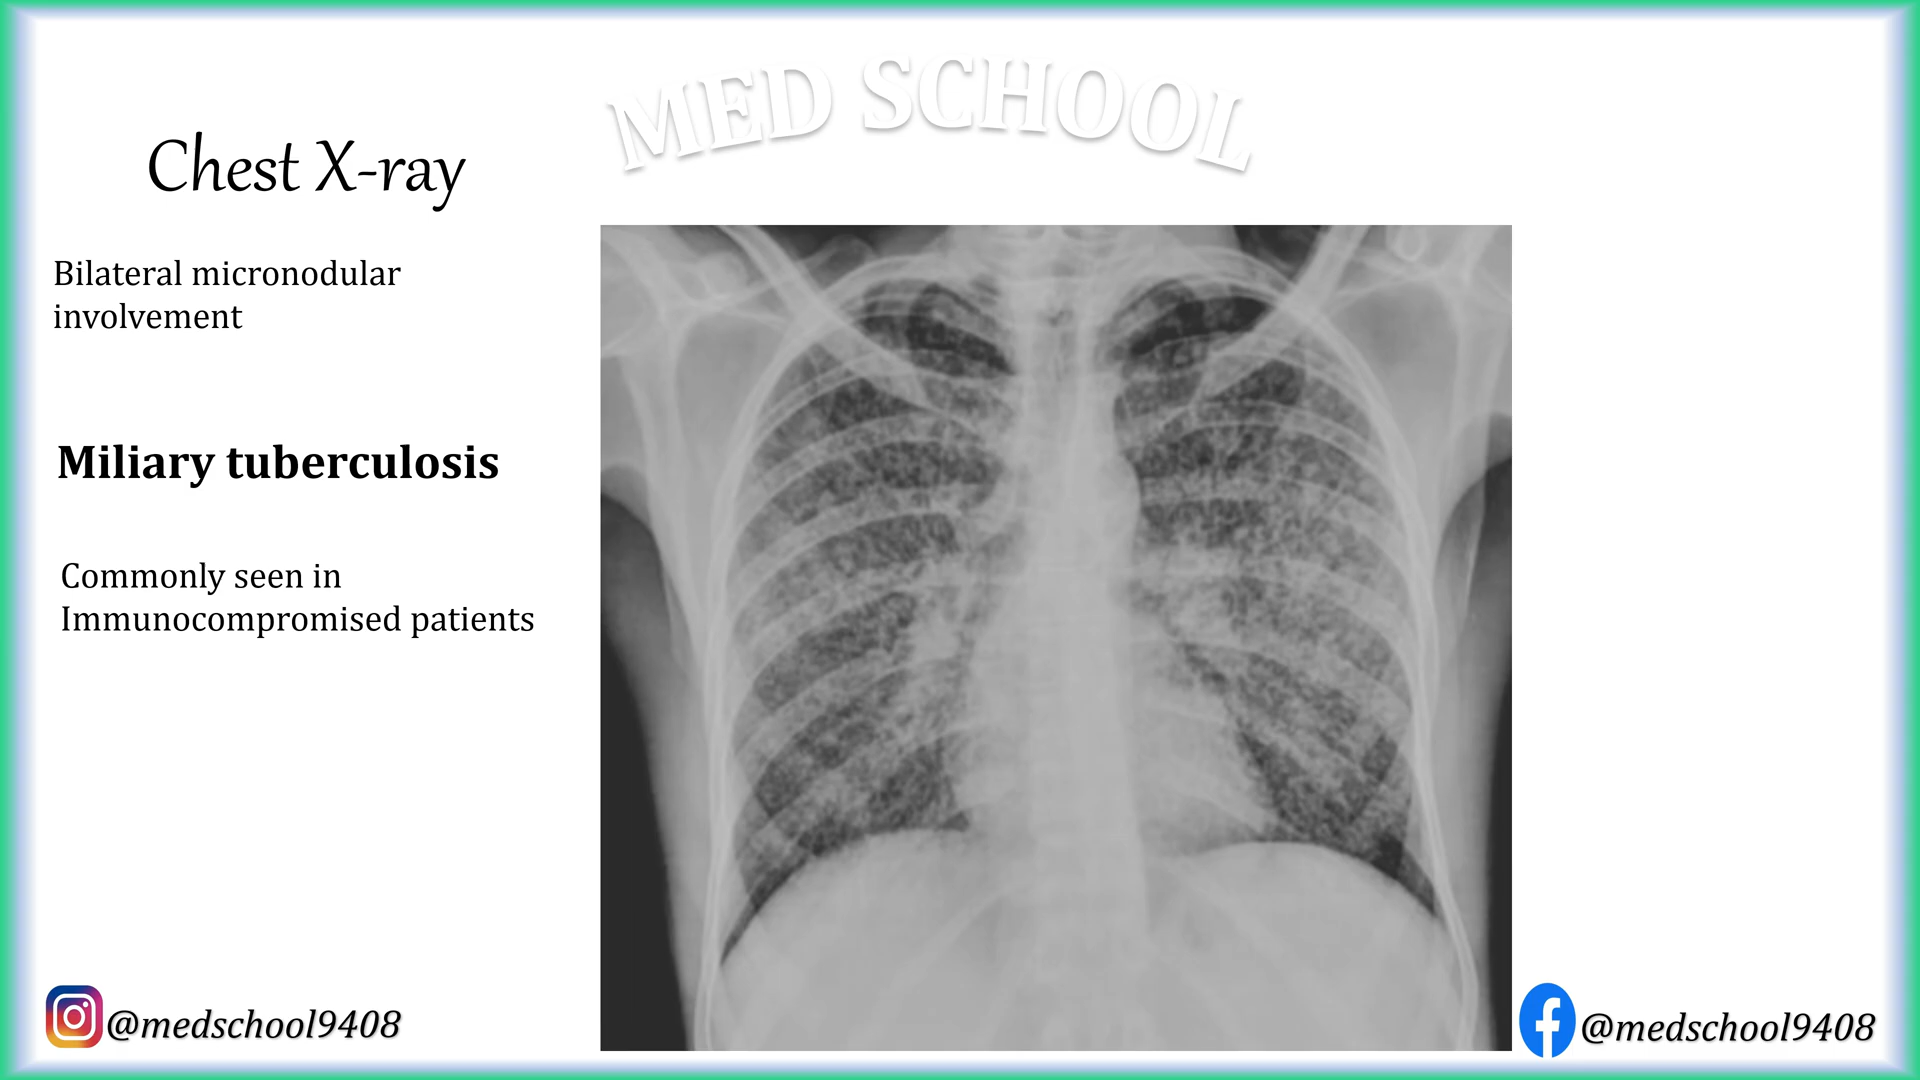 MED SCHOOL
Chest X-ray
Bilateral micronodular
involvement
Miliary tuberculosis
Commonly seen in
Immunocompromised patients
@medschool9408
@medschool9408